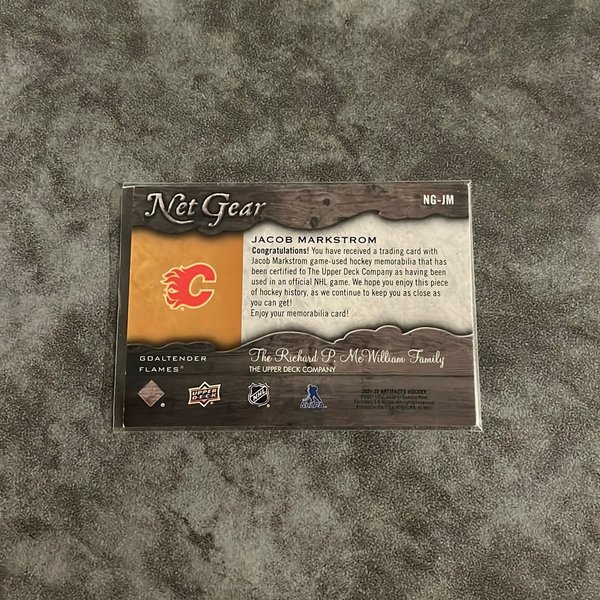 Net Gear
NG-JM
JACOB MARKSTROM
Congratulations! You have received a trading card with
Jacob Markstrom game-used hockey memorabilia that has
been certified to The Upper Deck Company as having been
used in an official NHL game. We hope you enjoy this piece
of hockey history, as we continue to keep you as close as
you can get!
Enjoy your memorabilia card!
GOALTENDER
FLAMES®
The Richard P. McWilliam Family
THE UPPER DECK COMPANY
UPPER DECK
NHL
NHLPA
2021-22 ARTIFACTS HOCKEY